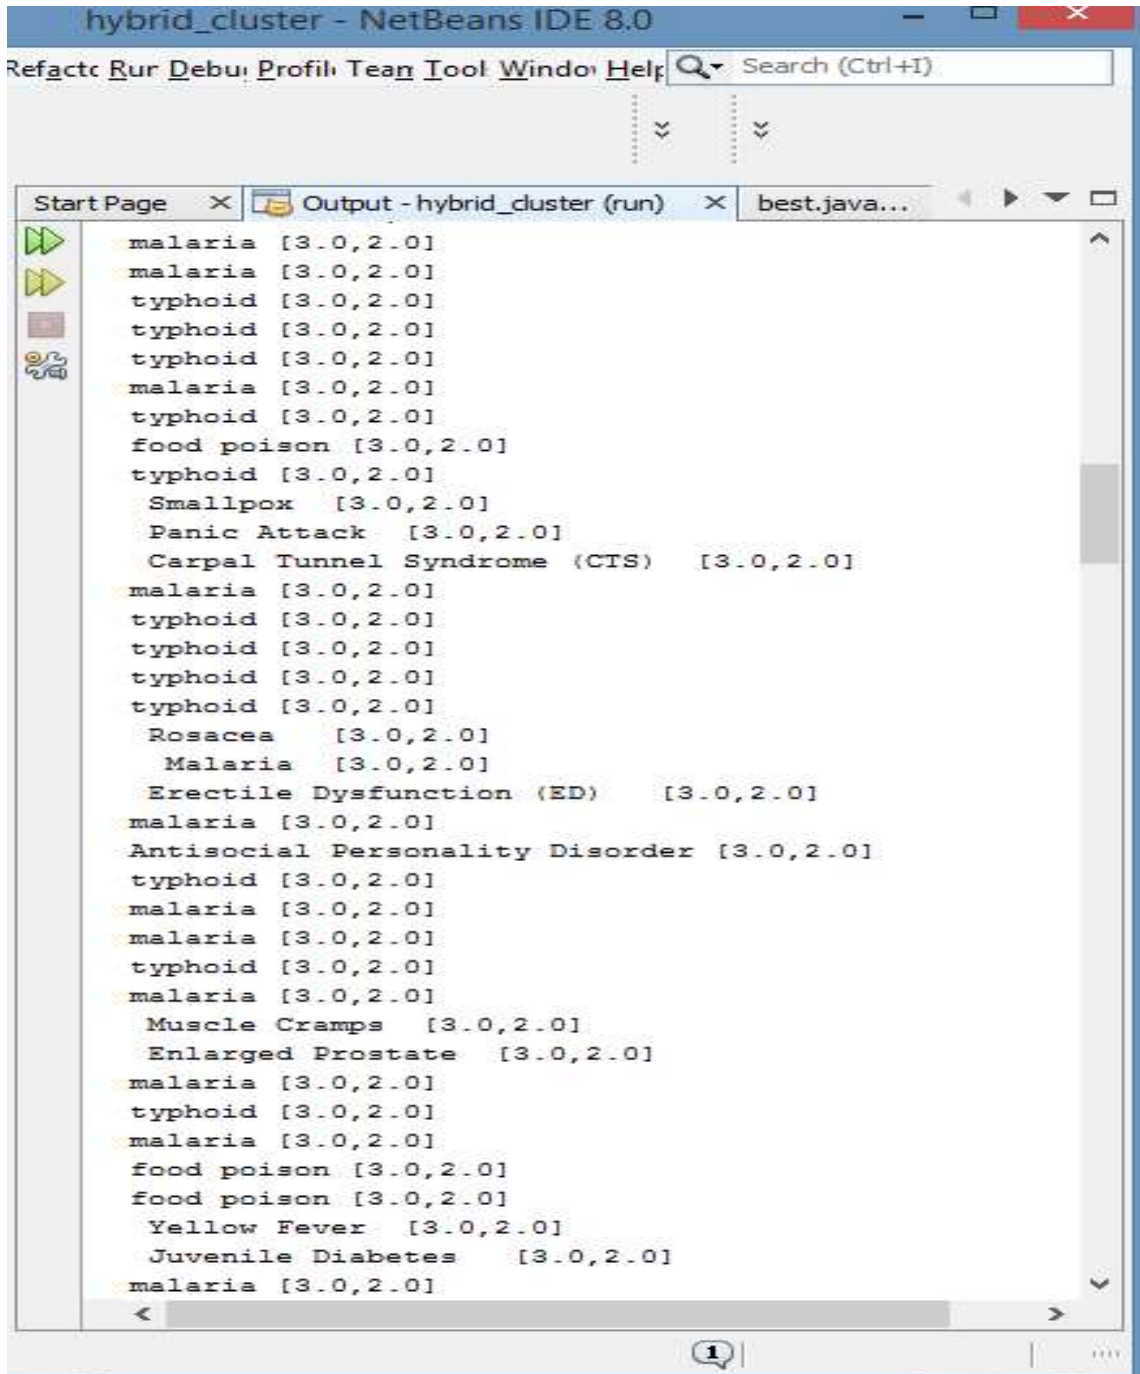 hybrid_cluster - NetBeans IDE 8.0
Refactc Rur Debu Profil Tean Tool Windo Help Search (Ctrl+I)
Start Page Output - hybrid_cluster (run) best.java...
malaria [3.0,2.0]
malaria [3.0,2.0]
typhoid [3.0,2.0]
typhoid [3.0,2.0]
typhoid [3.0,2.0]
malaria [3.0,2.0]
typhoid [3.0,2.0]
food poison [3.0,2.0]
typhoid [3.0,2.0]
Smallpox [3.0,2.0]
Panic Attack [3.0,2.0]
Carpal Tunnel Syndrome (CTS) [3.0,2.0]
malaria [3.0,2.0]
typhoid [3.0,2.0]
typhoid [3.0,2.0]
typhoid [3.0,2.0]
typhoid [3.0,2.0]
Rosacea [3.0,2.0]
Malaria [3.0,2.0]
Erectile Dysfunction (ED) [3.0,2.0]
malaria [3.0,2.0]
Antisocial Personality Disorder [3.0,2.0]
typhoid [3.0,2.0]
malaria [3.0,2.0]
malaria [3.0,2.0]
typhoid [3.0,2.0]
malaria [3.0,2.0]
Muscle Cramps [3.0,2.0]
Enlarged Prostate [3.0,2.0]
malaria [3.0,2.0]
typhoid [3.0,2.0]
malaria [3.0,2.0]
food poison [3.0,2.0]
food poison [3.0,2.0]
Yellow Fever [3.0,2.0]
Juvenile Diabetes [3.0,2.0]
malaria [3.0,2.0]
1